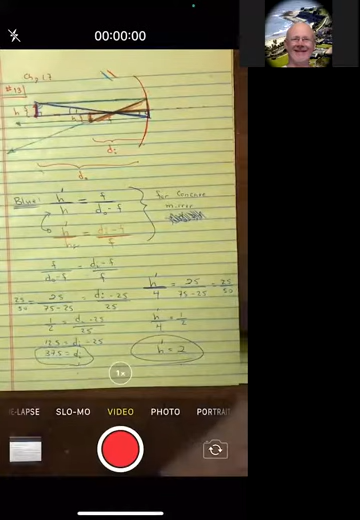 00:00:00
Ch 27
#13
h
h'
di
do
Blue: h'/h = f/(do-f)
for concave mirror
h'/h = (di-f)/f
f/(do-f) = (di-f)/f
h'/4 = 25/(75-25) = 25/50
25/50 = 25/(75-25) = (di-25)/25
h'/4 = 1/2
1/2 = (di-25)/25
12.5 = di-25
37.5 = di
h' = 2
1x
E-LAPSE SLO-MO VIDEO PHOTO PORTRAIT